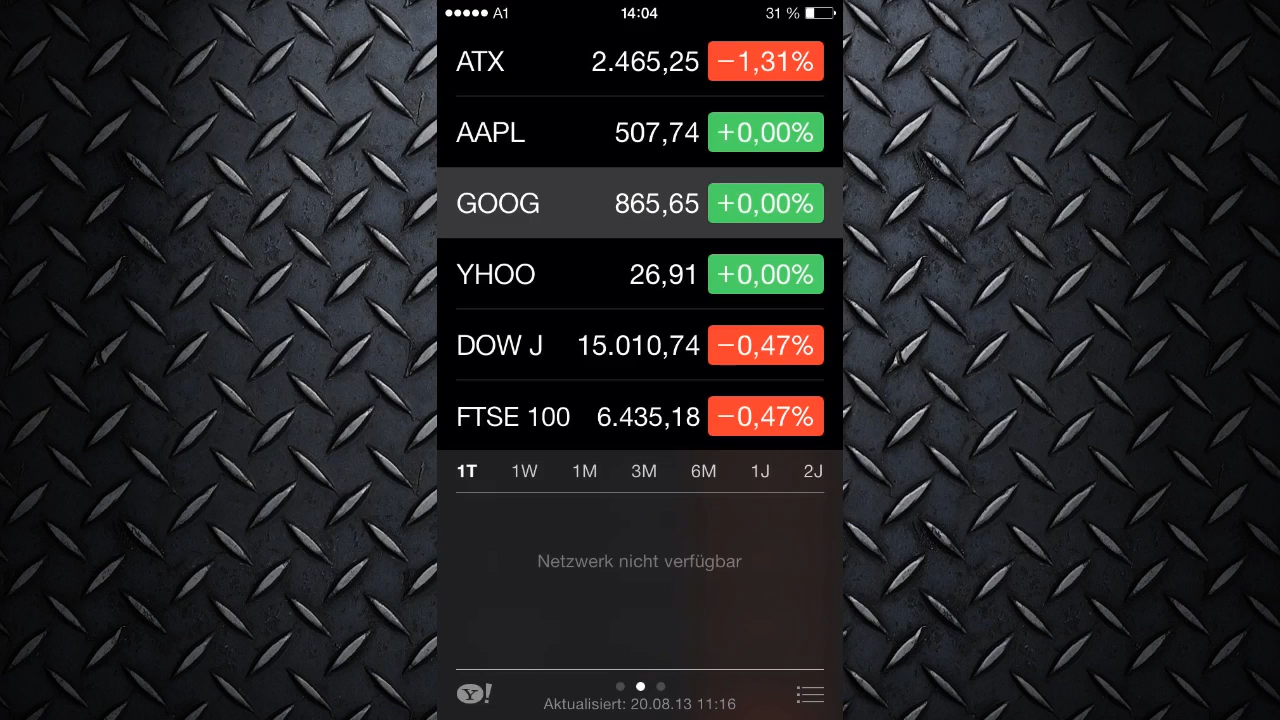 A1 14:04 31 %
ATX 2.465,25 −1,31%
AAPL 507,74 +0,00%
GOOG 865,65 +0,00%
YHOO 26,91 +0,00%
DOW J 15.010,74 −0,47%
FTSE 100 6.435,18 −0,47%
1T 1W 1M 3M 6M 1J 2J
Netzwerk nicht verfügbar
Y!
Aktualisiert: 20.08.13 11:16